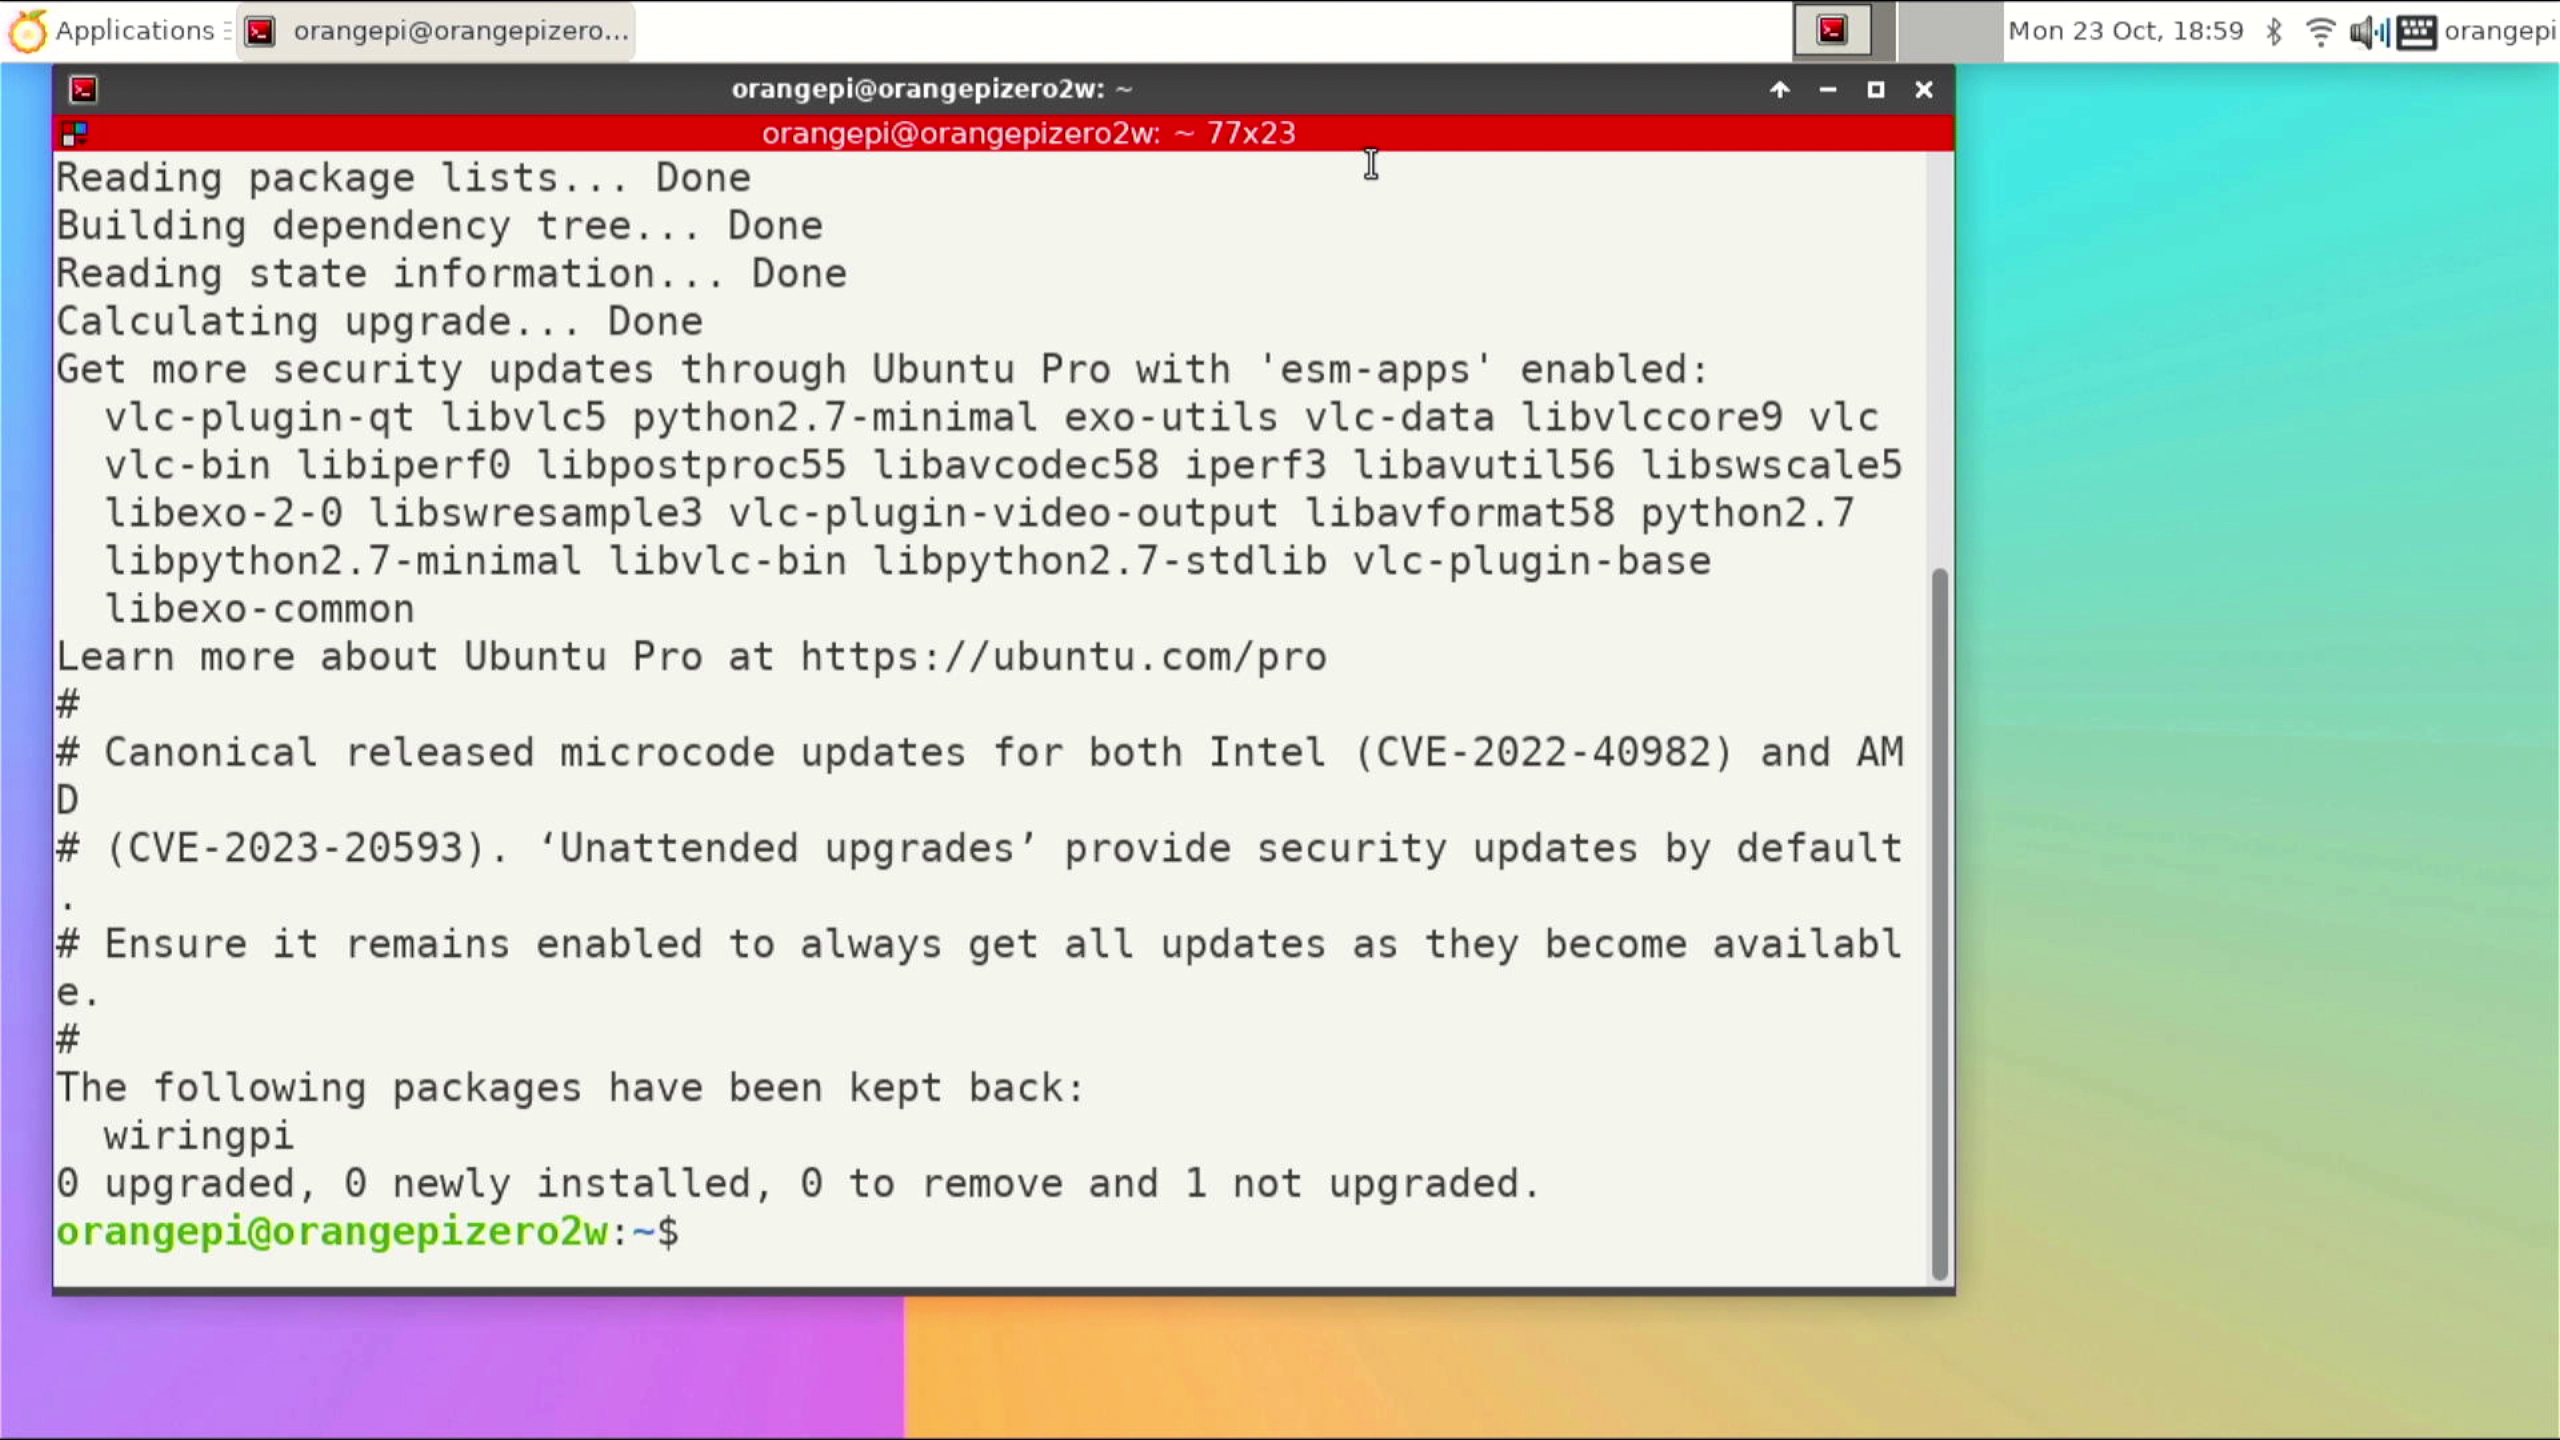 Applications
orangepi@orangepizero...
Mon 23 Oct, 18:59
orangepi
orangepi@orangepizero2w: ~
orangepi@orangepizero2w: ~ 77x23
Reading package lists... Done
Building dependency tree... Done
Reading state information... Done
Calculating upgrade... Done
Get more security updates through Ubuntu Pro with 'esm-apps' enabled:
vlc-plugin-qt libvlc5 python2.7-minimal exo-utils vlc-data libvlccore9 vlc
vlc-bin libiperf0 libpostproc55 libavcodec58 iperf3 libavutil56 libswscale5
libexo-2-0 libswresample3 vlc-plugin-video-output libavformat58 python2.7
libpython2.7-minimal libvlc-bin libpython2.7-stdlib vlc-plugin-base
libexo-common
Learn more about Ubuntu Pro at https://ubuntu.com/pro
#
# Canonical released microcode updates for both Intel (CVE-2022-40982) and AM
D
# (CVE-2023-20593). ‘Unattended upgrades’ provide security updates by default
.
# Ensure it remains enabled to always get all updates as they become availabl
e.
#
The following packages have been kept back:
wiringpi
0 upgraded, 0 newly installed, 0 to remove and 1 not upgraded.
orangepi@orangepizero2w:~$